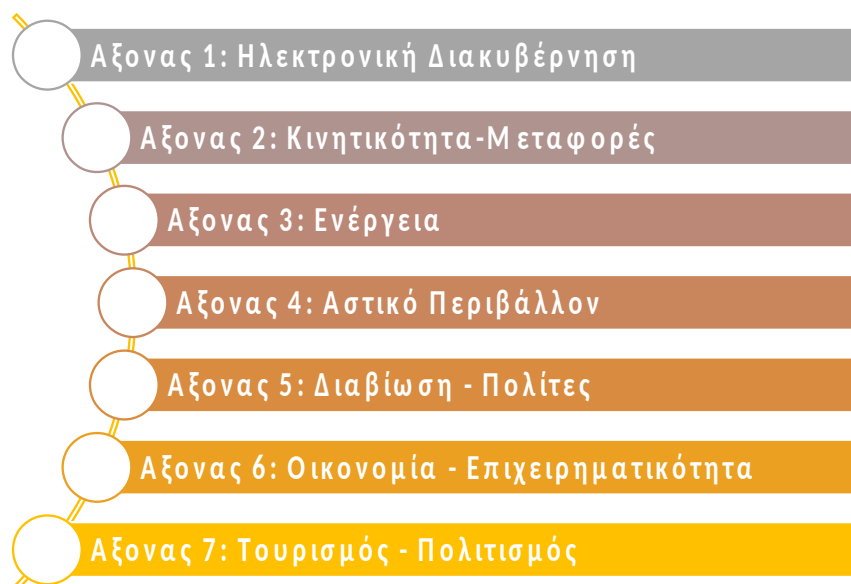 Αξονας 1: Ηλεκτρονική Διακυβέρνηση
Αξονας 2: Κινητικότητα-Μεταφορές
Αξονας 3: Ενέργεια
Αξονας 4: Αστικό Περιβάλλον
Αξονας 5: Διαβίωση - Πολίτες
Αξονας 6: Οικονομία - Επιχειρηματικότητα
Αξονας 7: Τουρισμός - Πολιτισμός